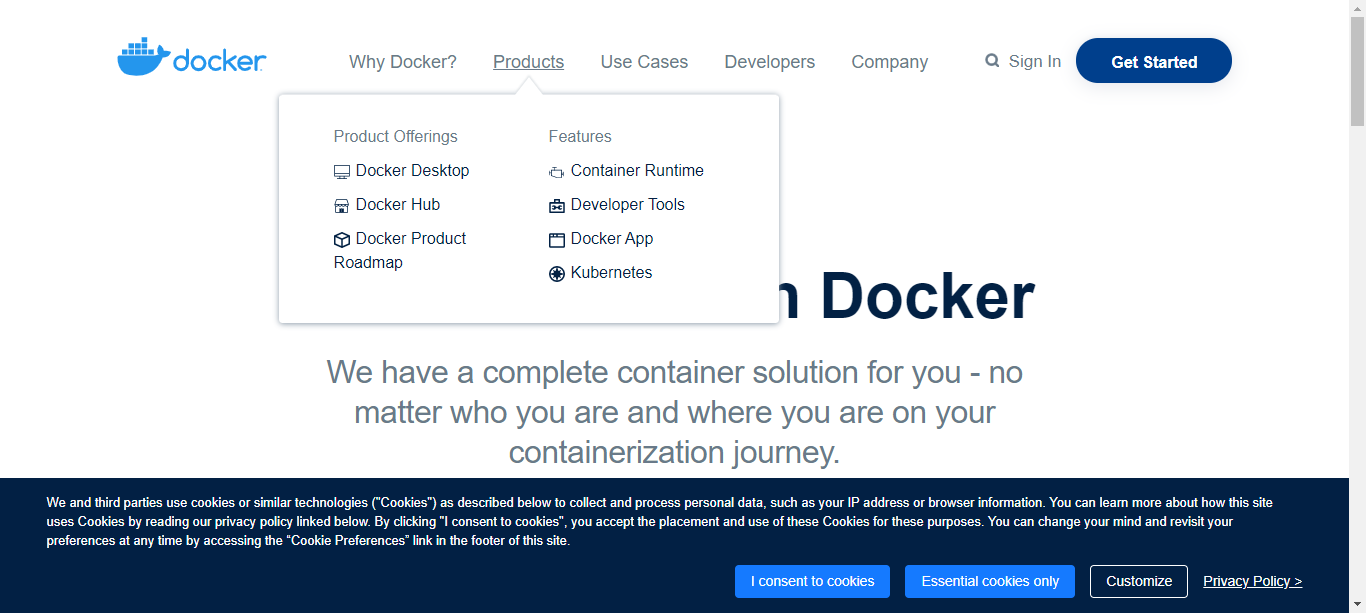 docker
Why Docker? Products Use Cases Developers Company Sign In Get Started
Product Offerings
Docker Desktop
Docker Hub
Docker Product
Roadmap
Features
Container Runtime
Developer Tools
Docker App
Kubernetes
Docker
We have a complete container solution for you - no
matter who you are and where you are on your
containerization journey.
We and third parties use cookies or similar technologies ("Cookies") as described below to collect and process personal data, such as your IP address or browser information. You can learn more about how this site
uses Cookies by reading our privacy policy linked below. By clicking "I consent to cookies", you accept the placement and use of these Cookies for these purposes. You can change your mind and revisit your
preferences at any time by accessing the “Cookie Preferences” link in the footer of this site.
I consent to cookies Essential cookies only Customize Privacy Policy >